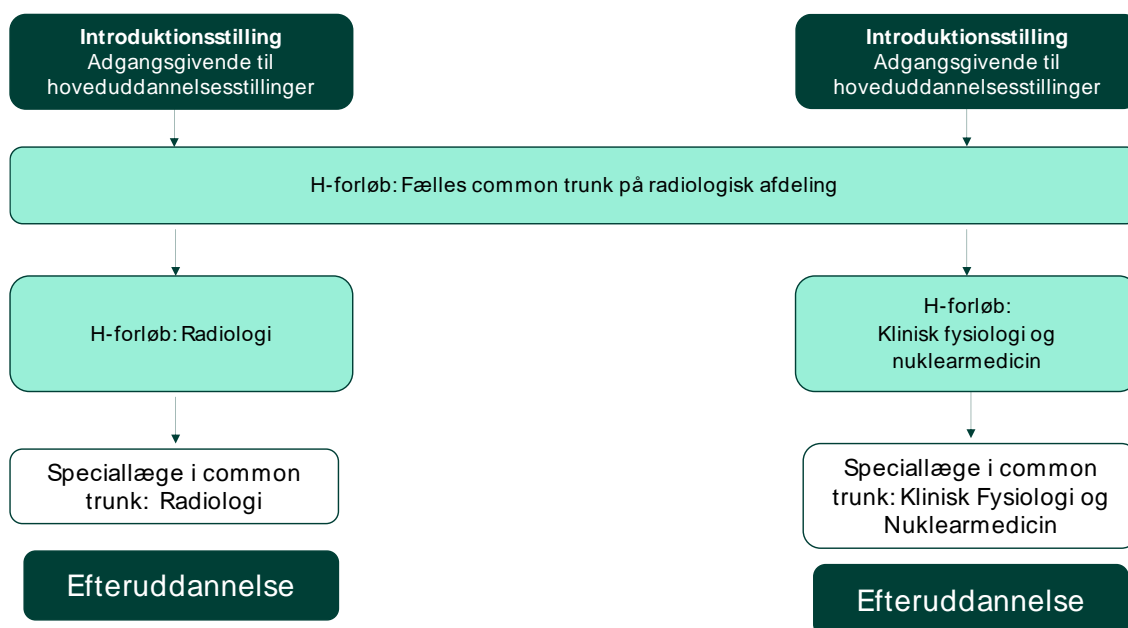 Introduktionsstilling
Adgangsgivende til
hoveduddannelsesstillinger
Introduktionsstilling
Adgangsgivende til
hoveduddannelsesstillinger
H-forløb: Fælles common trunk på radiologisk afdeling
H-forløb: Radiologi
H-forløb:
Klinisk fysiologi og
nuklearmedicin
Speciallæge i common
trunk: Radiologi
Speciallæge i common
trunk: Klinisk Fysiologi og
Nuklearmedicin
Efteruddannelse
Efteruddannelse